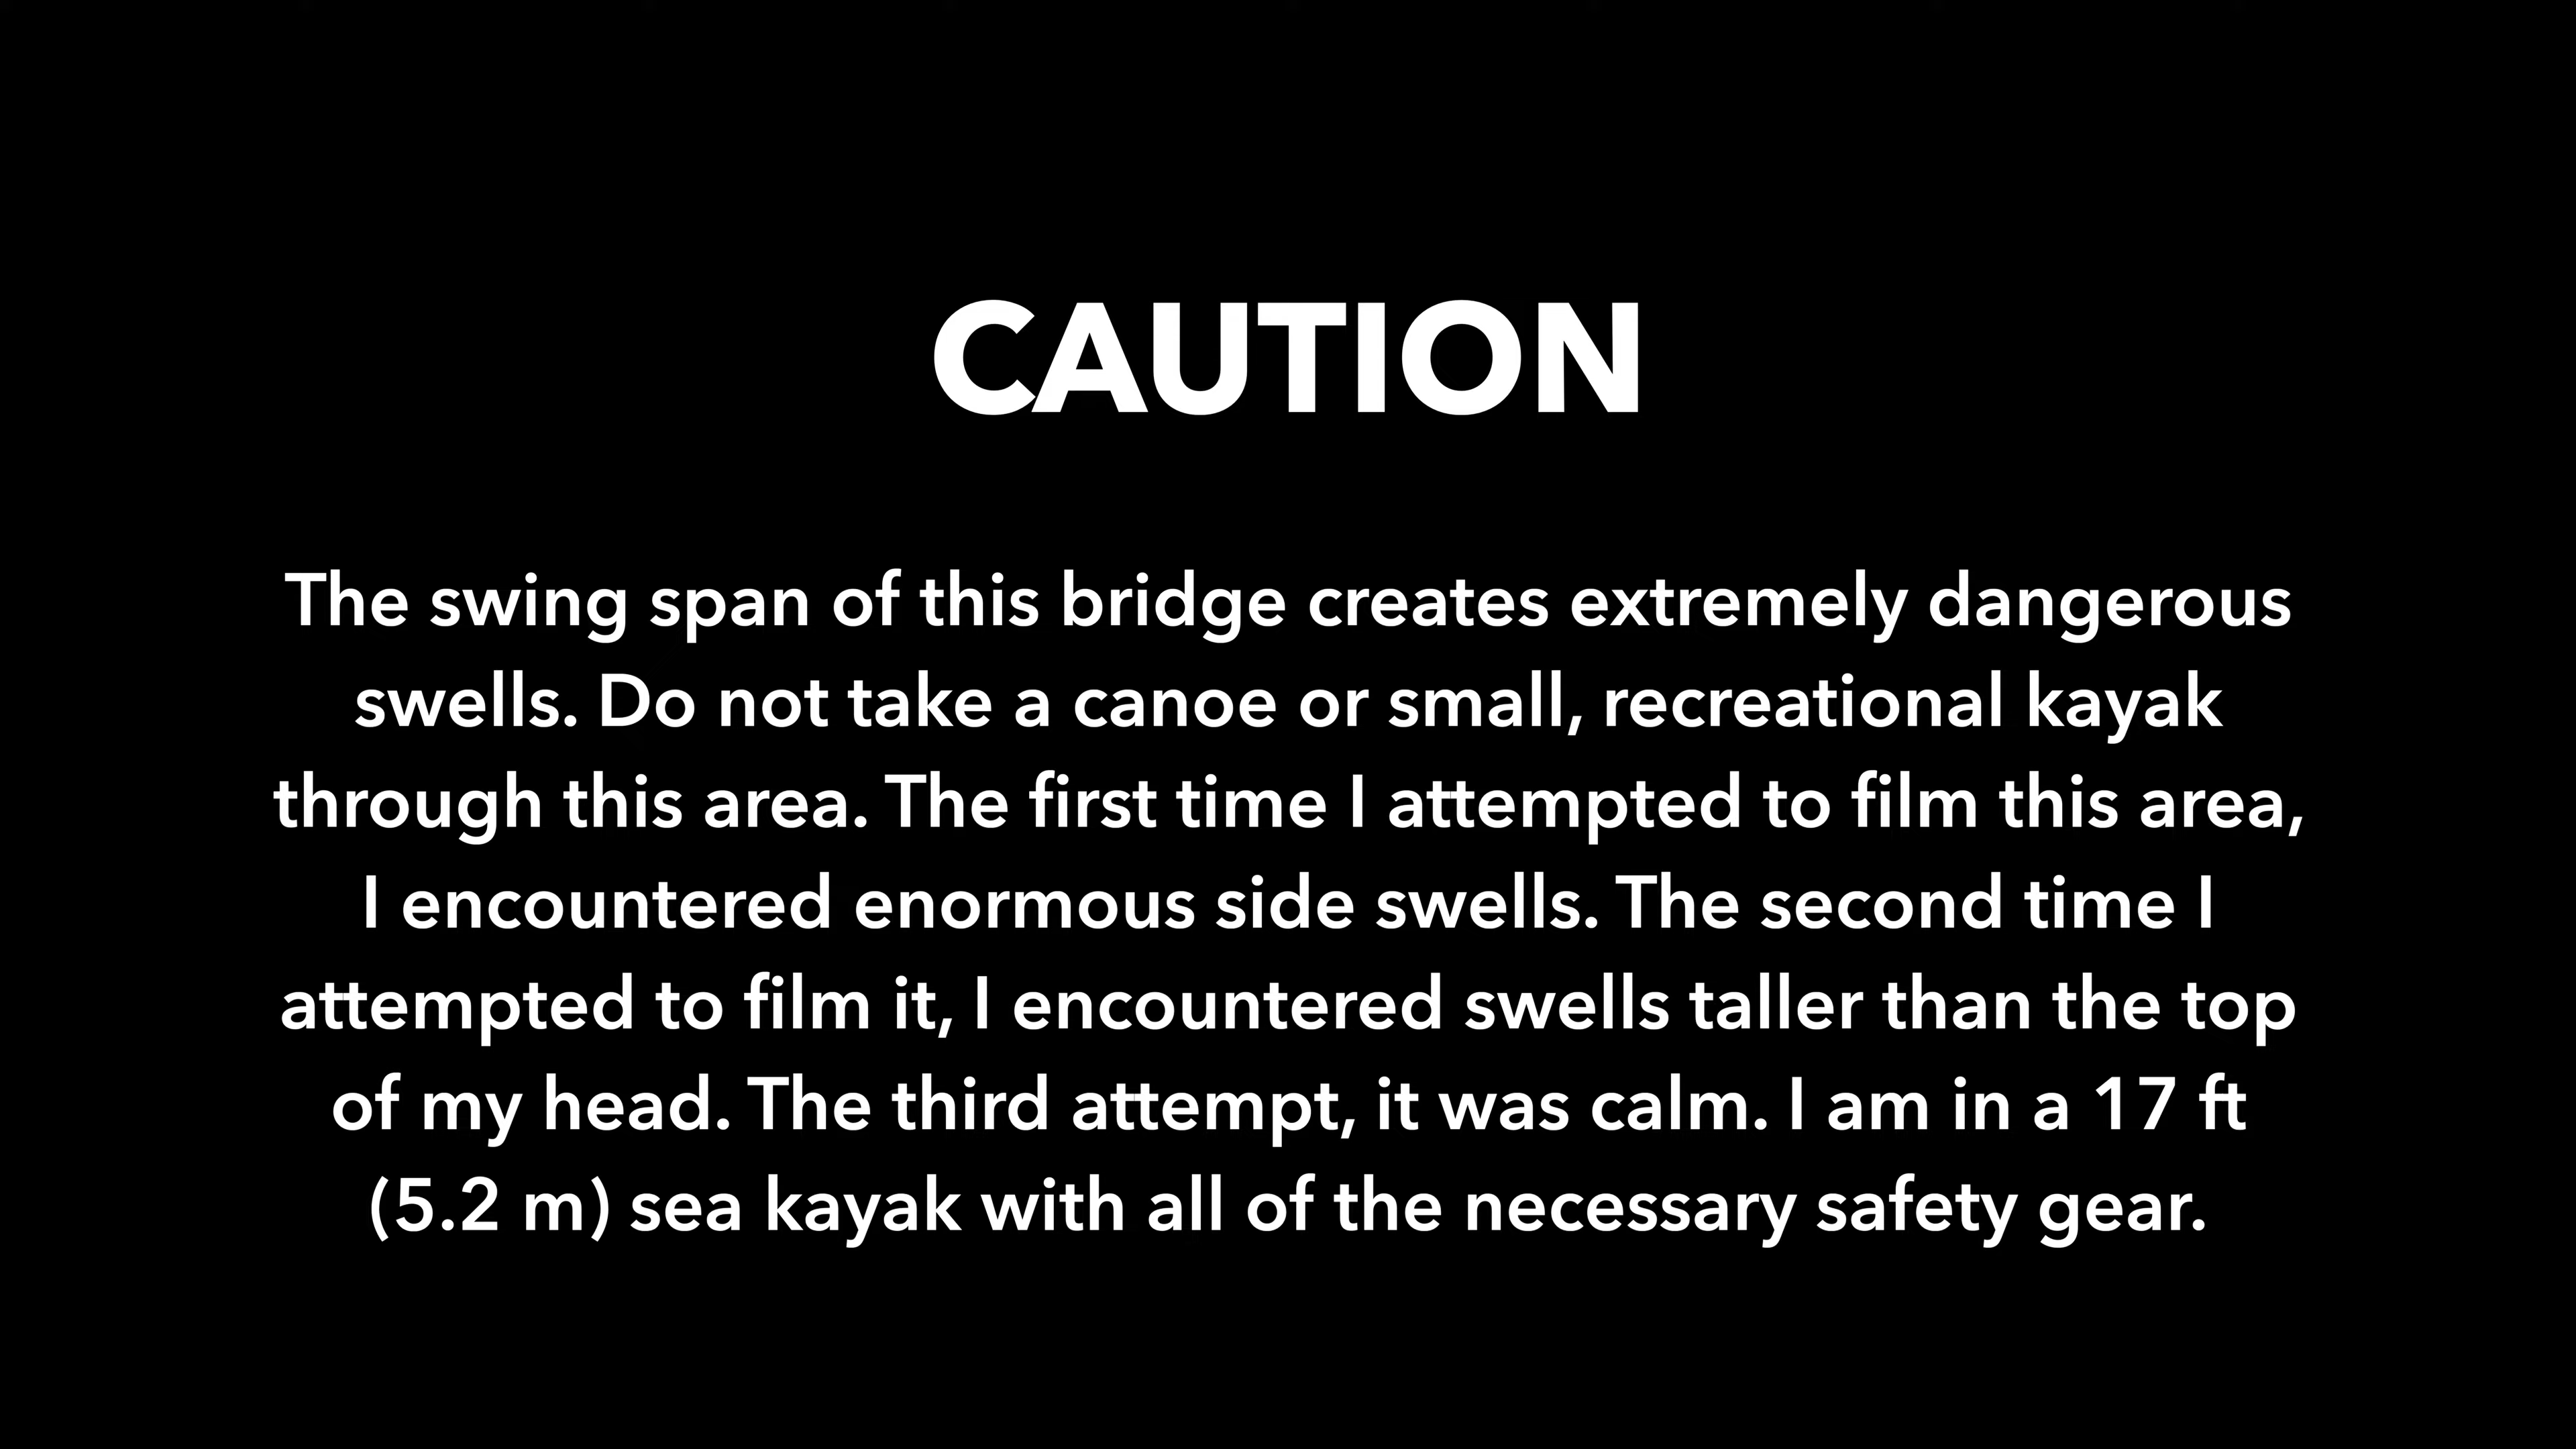 CAUTION
The swing span of this bridge creates extremely dangerous
swells. Do not take a canoe or small, recreational kayak
through this area. The first time I attempted to film this area,
I encountered enormous side swells. The second time I
attempted to film it, I encountered swells taller than the top
of my head. The third attempt, it was calm. I am in a 17 ft
(5.2 m) sea kayak with all of the necessary safety gear.